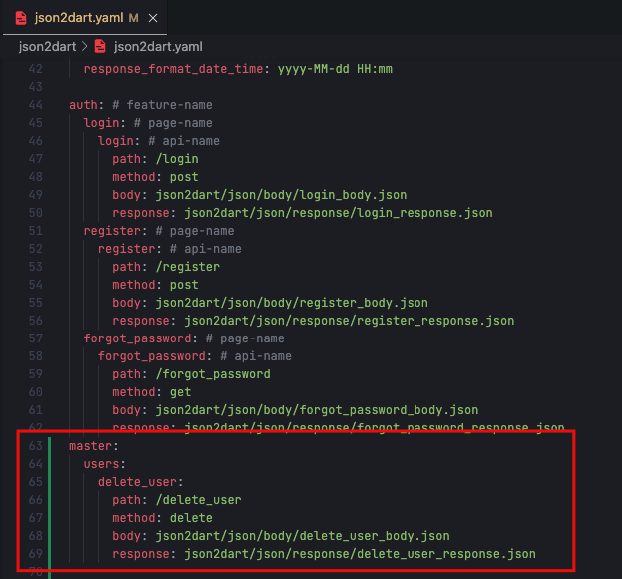 json2dart.yaml M ×
json2dart > json2dart.yaml
42 response_format_date_time: yyyy-MM-dd HH:mm
43
44 auth: # feature-name
45 login: # page-name
46 login: # api-name
47 path: /login
48 method: post
49 body: json2dart/json/body/login_body.json
50 response: json2dart/json/response/login_response.json
51 register: # page-name
52 register: # api-name
53 path: /register
54 method: post
55 body: json2dart/json/body/register_body.json
56 response: json2dart/json/response/register_response.json
57 forgot_password: # page-name
58 forgot_password: # api-name
59 path: /forgot_password
60 method: get
61 body: json2dart/json/body/forgot_password_body.json
62 response: json2dart/json/response/forgot_password_response.json
63 master:
64 users:
65 delete_user:
66 path: /delete_user
67 method: delete
68 body: json2dart/json/body/delete_user_body.json
69 response: json2dart/json/response/delete_user_response.json
70